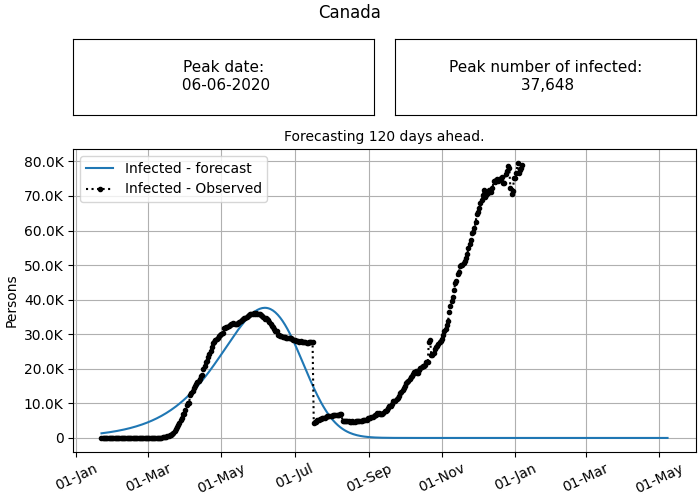 Canada
Peak date:
06-06-2020
Peak number of infected:
37,648
Forecasting 120 days ahead.
Infected - forecast
Infected - Observed
80.0K
70.0K
60.0K
50.0K
40.0K
30.0K
20.0K
10.0K
0
Persons
01-Jan 01-Mar 01-May 01-Jul 01-Sep 01-Nov 01-Jan 01-Mar 01-May